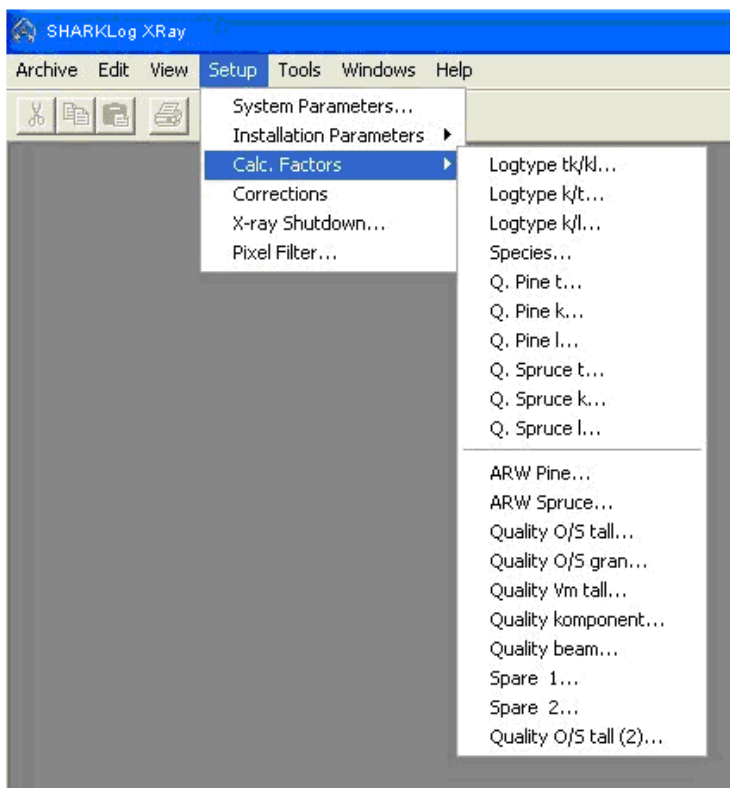 SHARKLog XRay
Archive Edit View Setup Tools Windows Help
System Parameters...
Installation Parameters
Calc. Factors
Corrections
X-ray Shutdown...
Pixel Filter...
Logtype tk/kl...
Logtype k/t...
Logtype k/l...
Species...
Q. Pine t...
Q. Pine k...
Q. Pine l...
Q. Spruce t...
Q. Spruce k...
Q. Spruce l...
ARW Pine...
ARW Spruce...
Quality O/S tall...
Quality O/S gran...
Quality Vm tall...
Quality komponent...
Quality beam...
Spare 1...
Spare 2...
Quality O/S tall (2)...